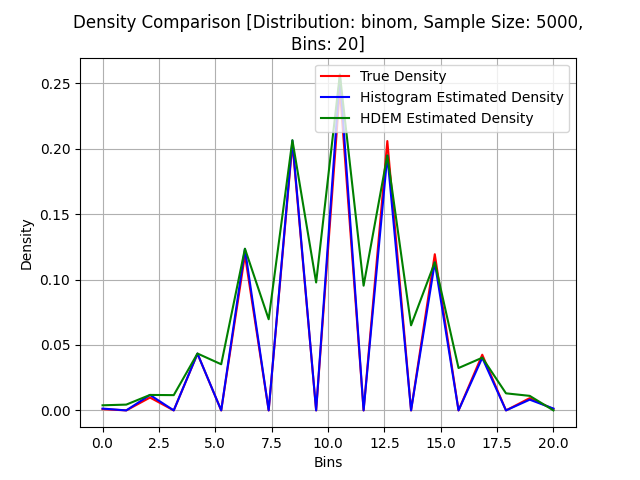 Density Comparison [Distribution: binom, Sample Size: 5000,
Bins: 20]
True Density
Histogram Estimated Density
HDEM Estimated Density
Density
0.25
0.20
0.15
0.10
0.05
0.00
0.0 2.5 5.0 7.5 10.0 12.5 15.0 17.5 20.0
Bins